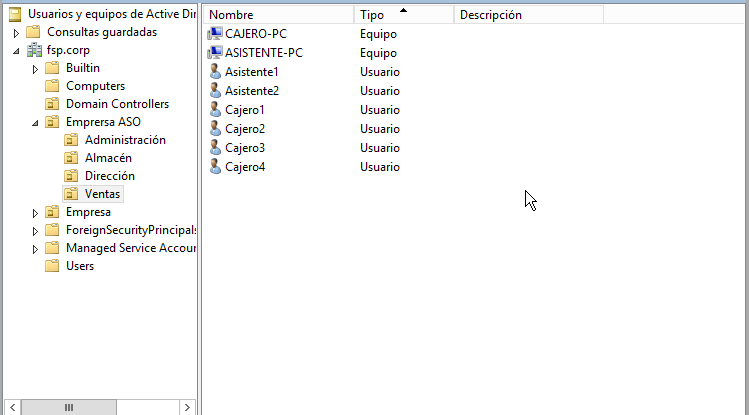 Usuarios y equipos de Active Dir
Consultas guardadas
fsp.corp
Builtin
Computers
Domain Controllers
Emprersa ASO
Administración
Almacén
Dirección
Ventas
Empresa
ForeignSecurityPrincipals
Managed Service Accour
Users
Nombre Tipo Descripción
CAJERO-PC Equipo
ASISTENTE-PC Equipo
Asistente1 Usuario
Asistente2 Usuario
Cajero1 Usuario
Cajero2 Usuario
Cajero3 Usuario
Cajero4 Usuario